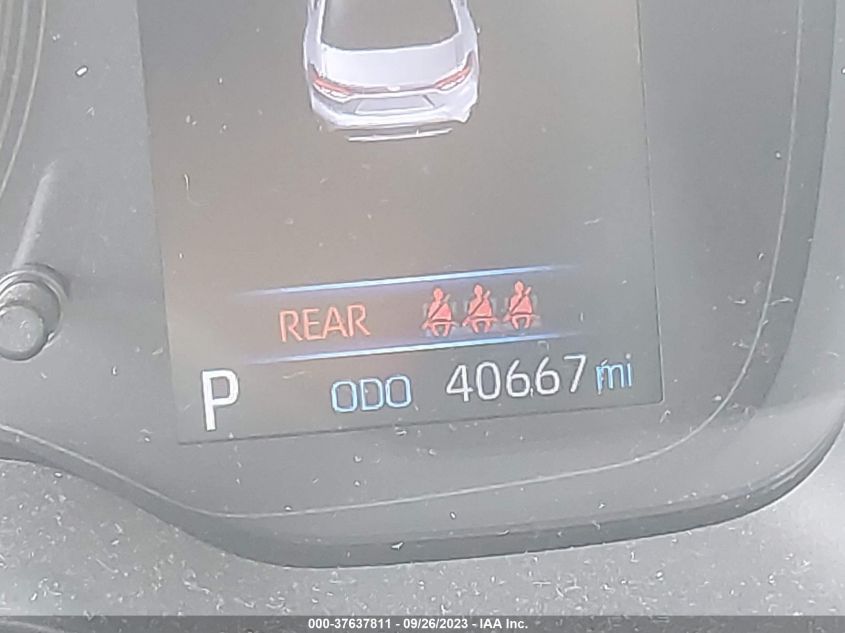 REAR
P ODO 40667 mi
000-37637811 - 09/26/2023 - IAA Inc.